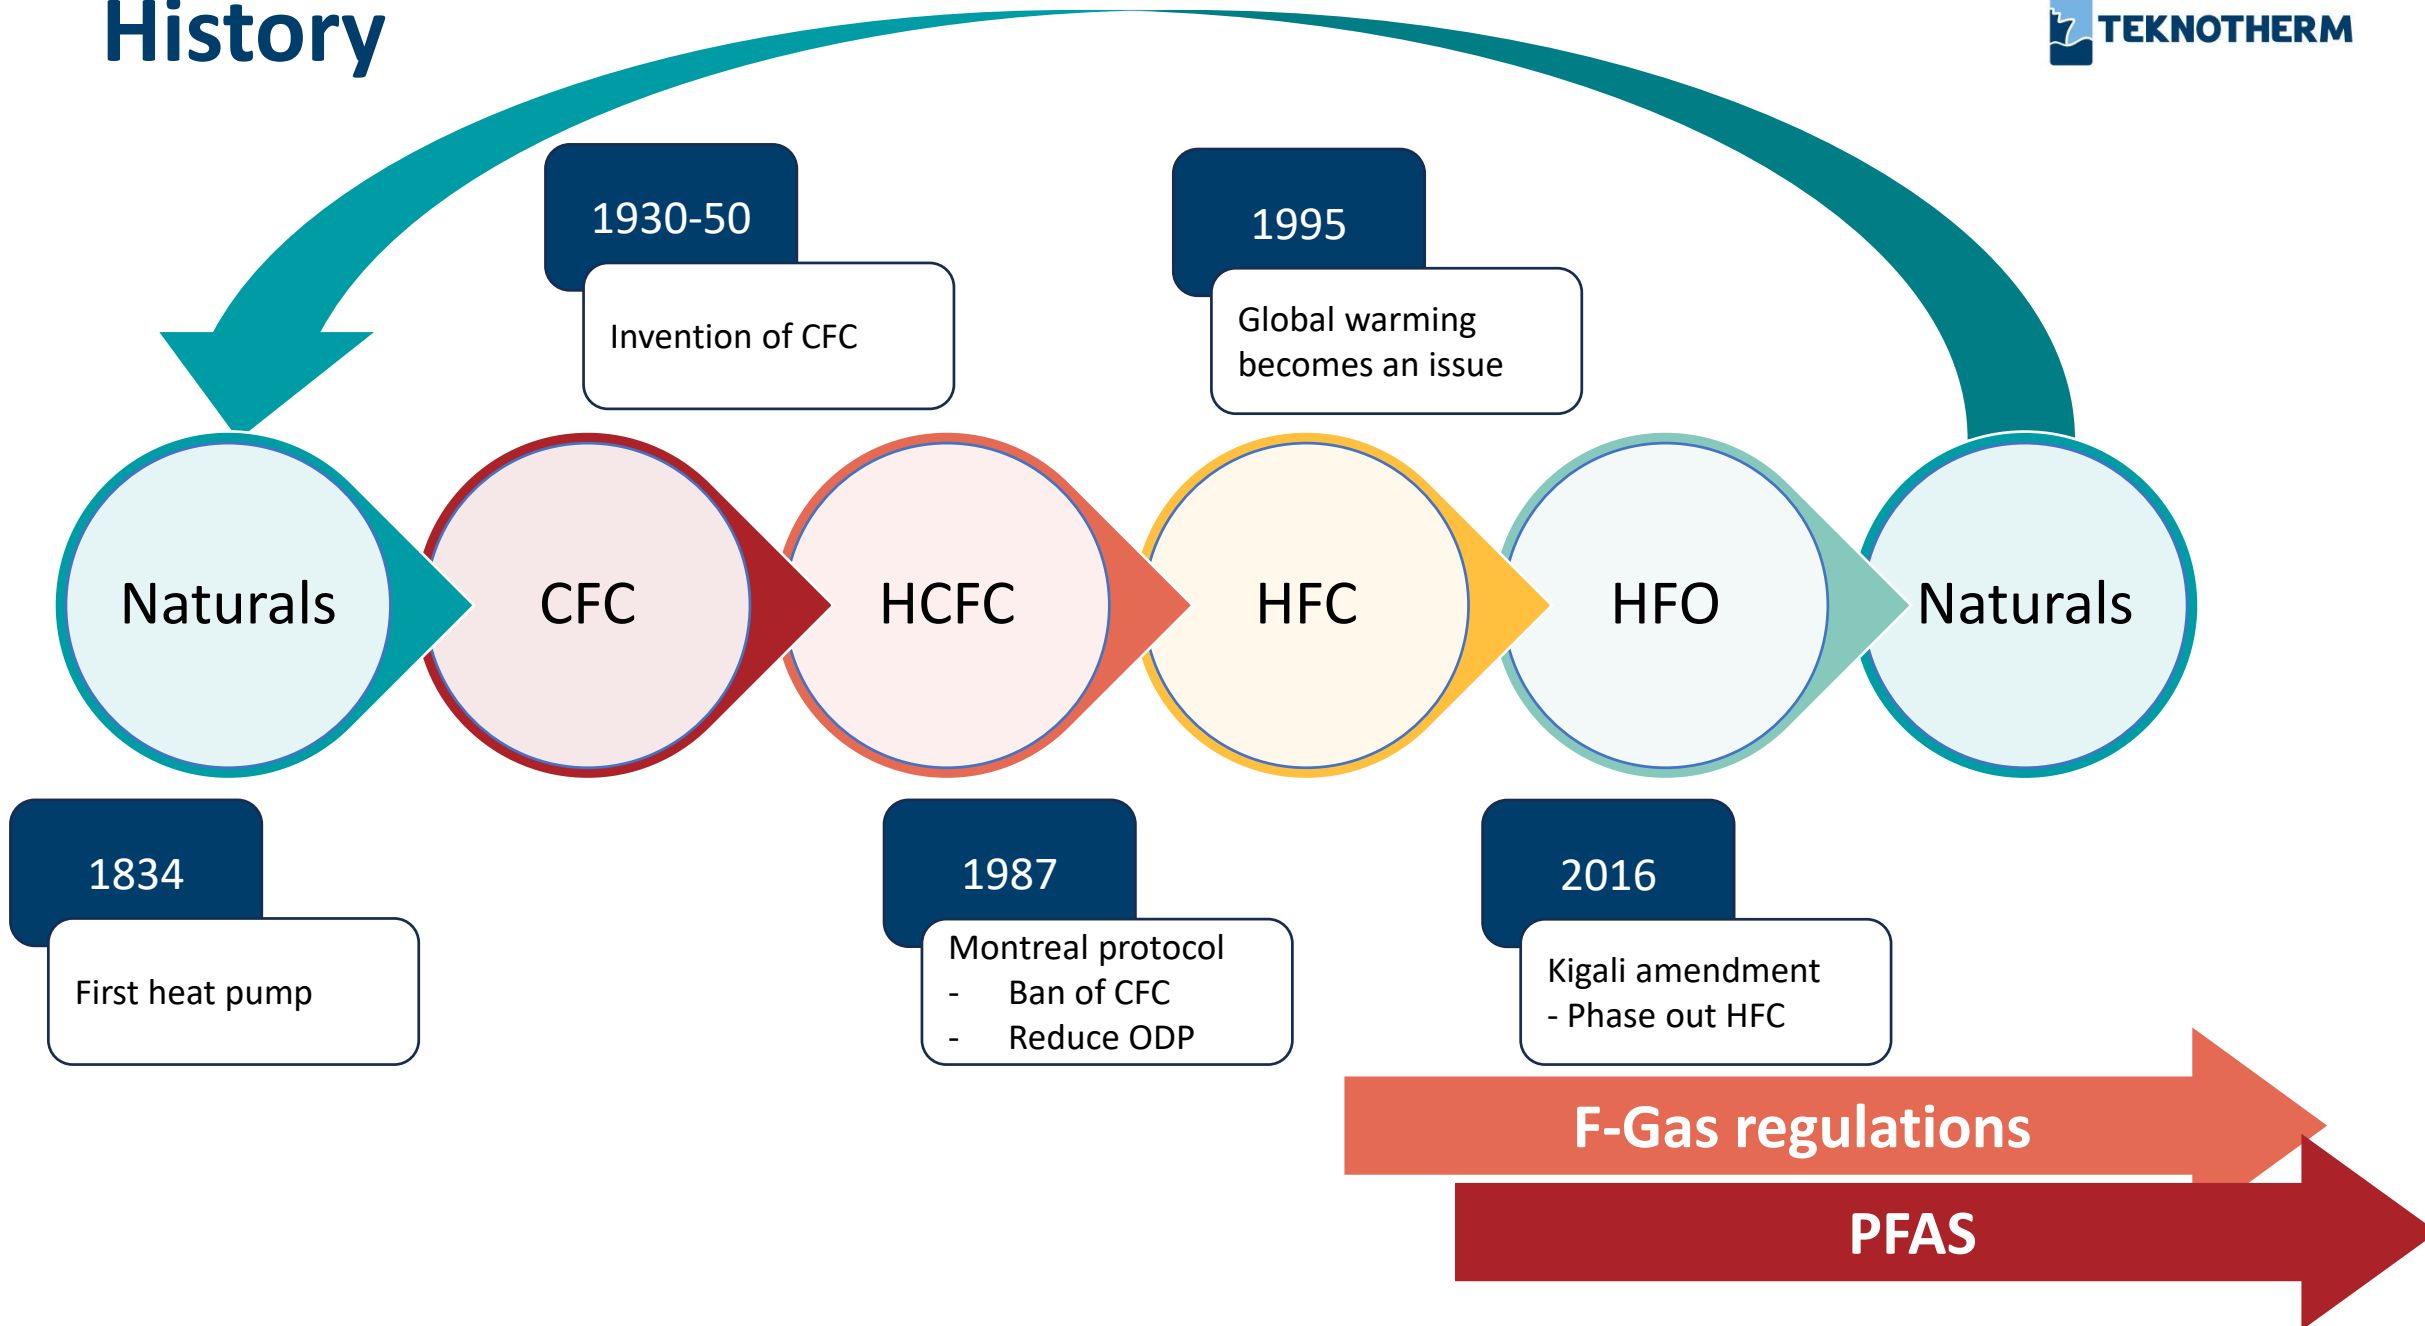 History
TEKNOTHERM
1930-50
Invention of CFC
1995
Global warming
becomes an issue
Naturals
CFC
HCFC
HFC
HFO
Naturals
1834
First heat pump
1987
Montreal protocol
- Ban of CFC
- Reduce ODP
2016
Kigali amendment
- Phase out HFC
F-Gas regulations
PFAS